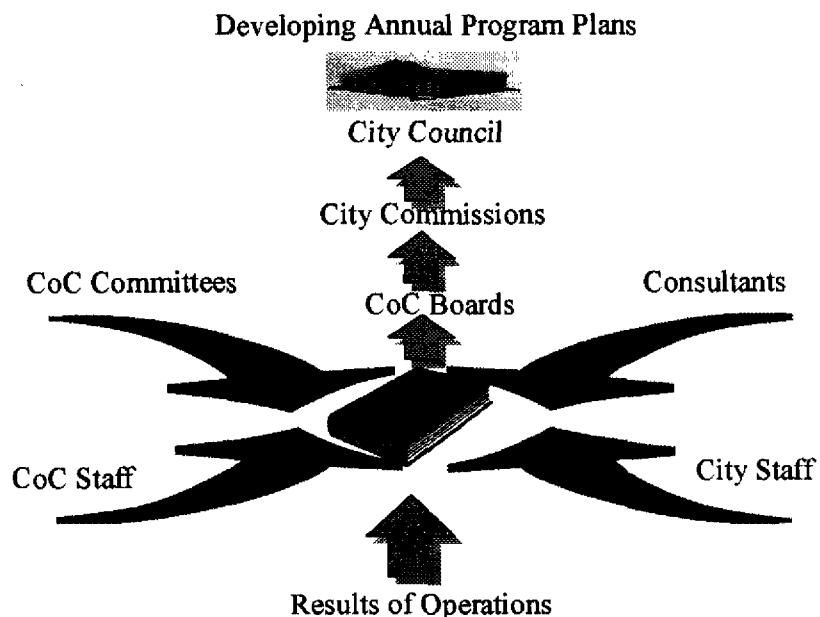 Developing Annual Program Plans
City Council
City Commissions
CoC Committees
Consultants
CoC Boards
CoC Staff
City Staff
Results of Operations